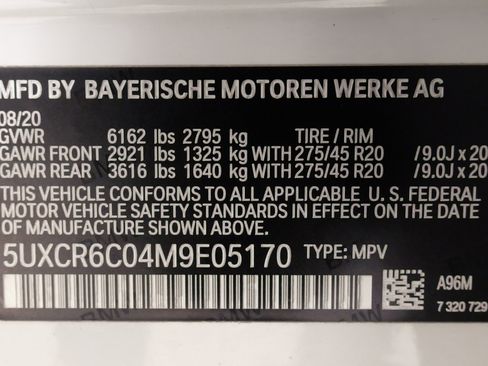 MFD BY BAYERISCHE MOTOREN WERKE AG
08/20
GVWR 6162 lbs 2795 kg TIRE / RIM
GAWR FRONT 2921 lbs 1325 kg WITH 275/45 R20 /9.0J x 20
GAWR REAR 3616 lbs 1640 kg WITH 275/45 R20 /9.0J x 20
THIS VEHICLE CONFORMS TO ALL APPLICABLE U. S. FEDERAL
MOTOR VEHICLE SAFETY STANDARDS IN EFFECT ON THE
DATE OF MANUFACTURE SHOWN ABOVE.
5UXCR6C04M9E05170 TYPE: MPV
A96M
7 320 729